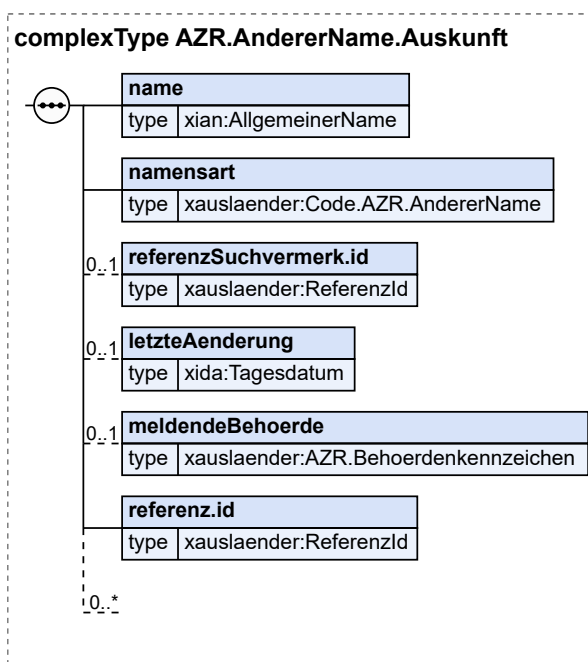 complexType AZR.AndererName.Auskunft
name
type xian:AllgemeinerName
namensart
type xauslaender:Code.AZR.AndererName
0..1 referenzSuchvermerk.id
type xauslaender:ReferenzId
0..1 letzteAenderung
type xida:Tagesdatum
0..1 meldendeBehoerde
type xauslaender:AZR.Behoerdenkennzeichen
referenz.id
type xauslaender:ReferenzId
0..*